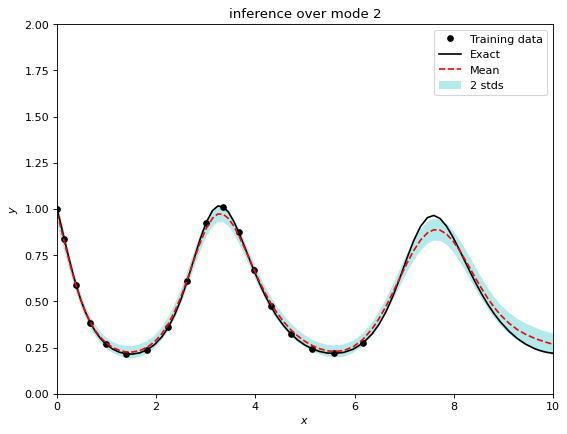 inference over mode 2
2.00
1.75
1.50
1.25
1.00
0.75
0.50
0.25
0.00
y
0 2 4 6 8 10
x
Training data
Exact
Mean
2 stds